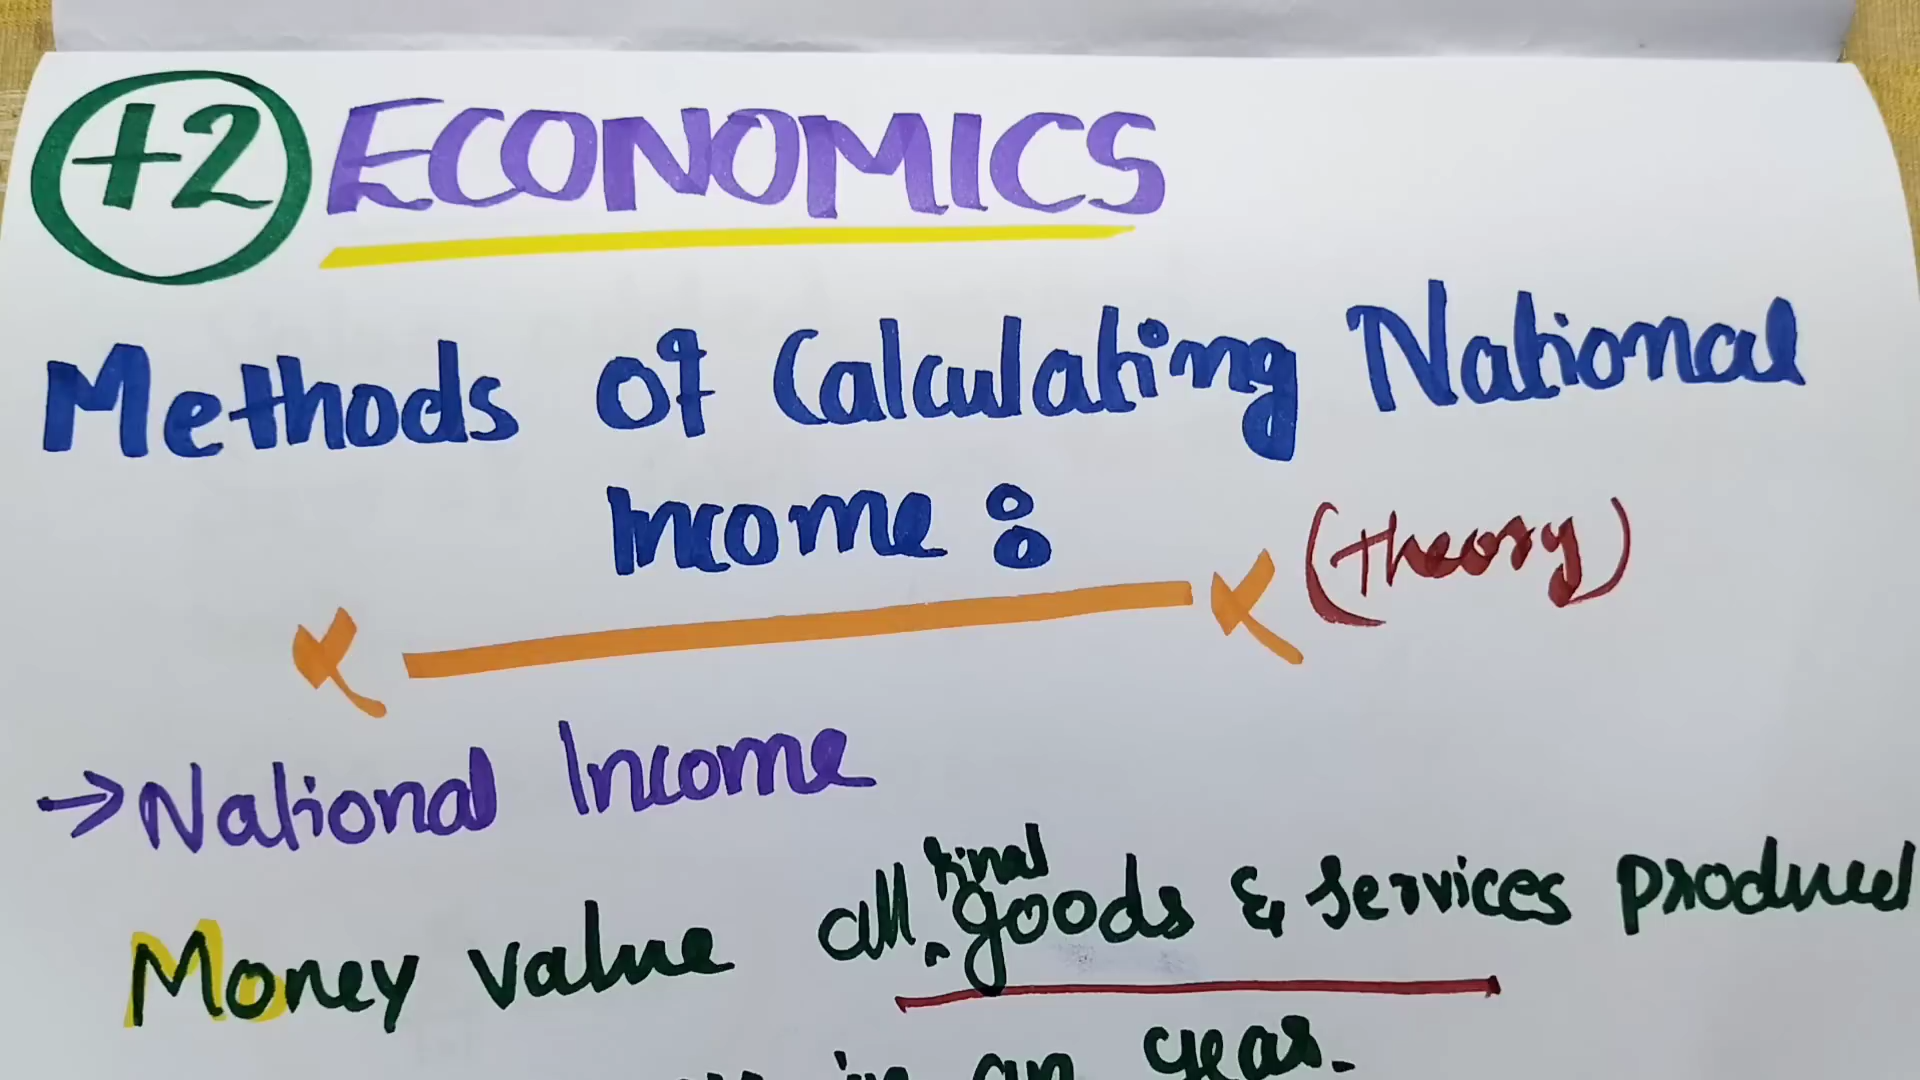 +2 ECONOMICS
Methods of Calculating National
Income :
(theory)
→ National Income
Money value all final goods & services produced
in an year.